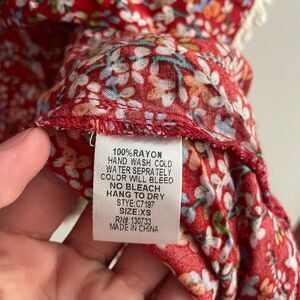 100%RAYON
HAND WASH COLD
WATER SEPRATELY
COLOR WILL BLEED
NO BLEACH
HANG TO DRY
STYE:C7197
SIZE:XS
RN#:130733
MADE IN CHINA